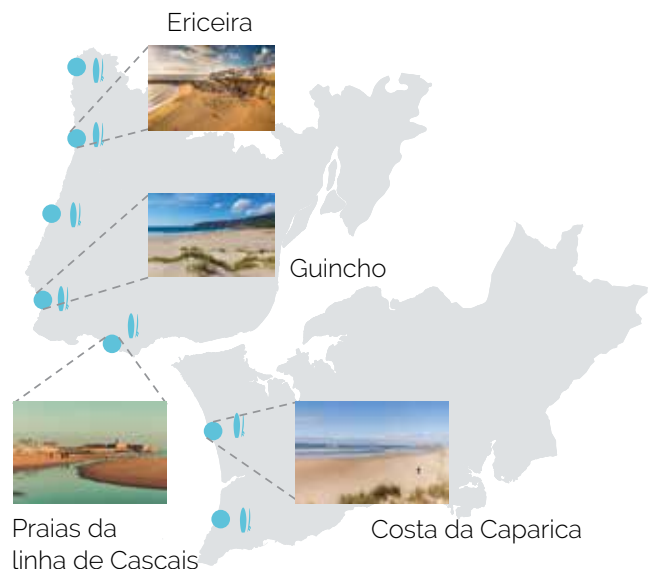 Ericeira
Guincho
Praias da
linha de Cascais
Costa da Caparica